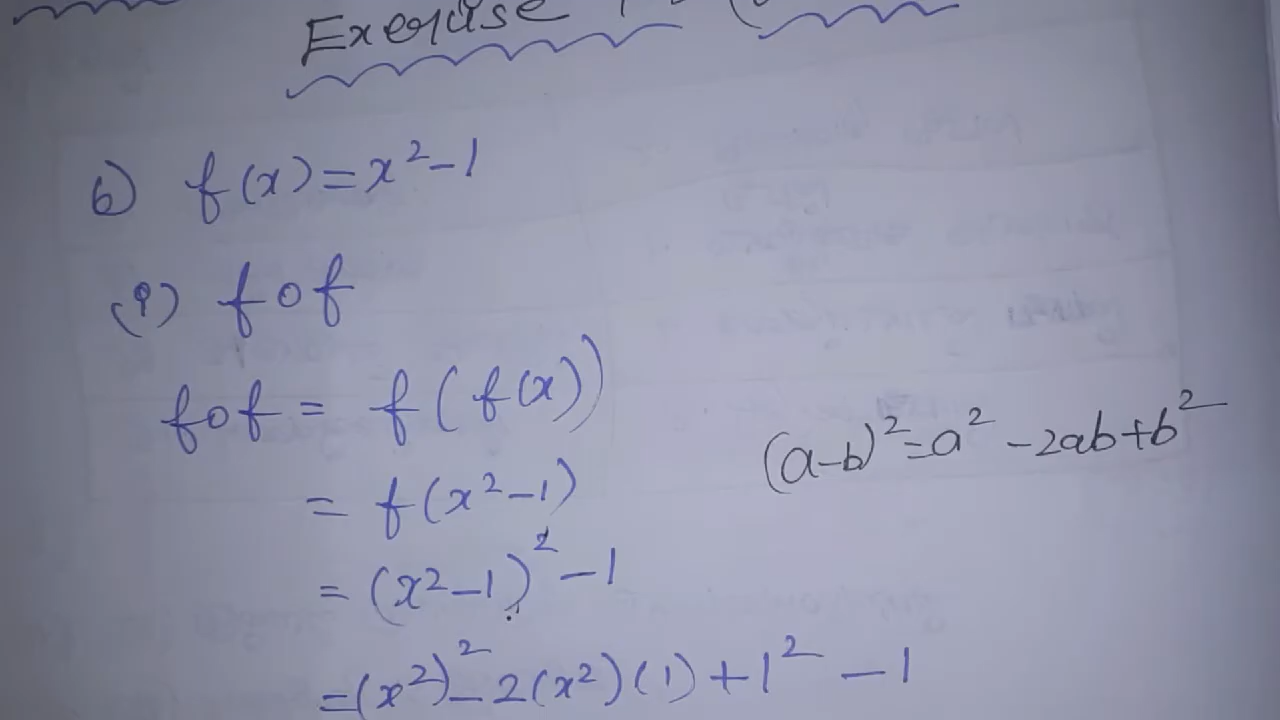 Exercise
6) f(x)=x²-1
(i) fof
fof = f(f(x))
= f(x²-1)
(a-b)²=a²-2ab+b²
= (x²-1)²-1
=(x²)²-2(x²)(1)+1²-1